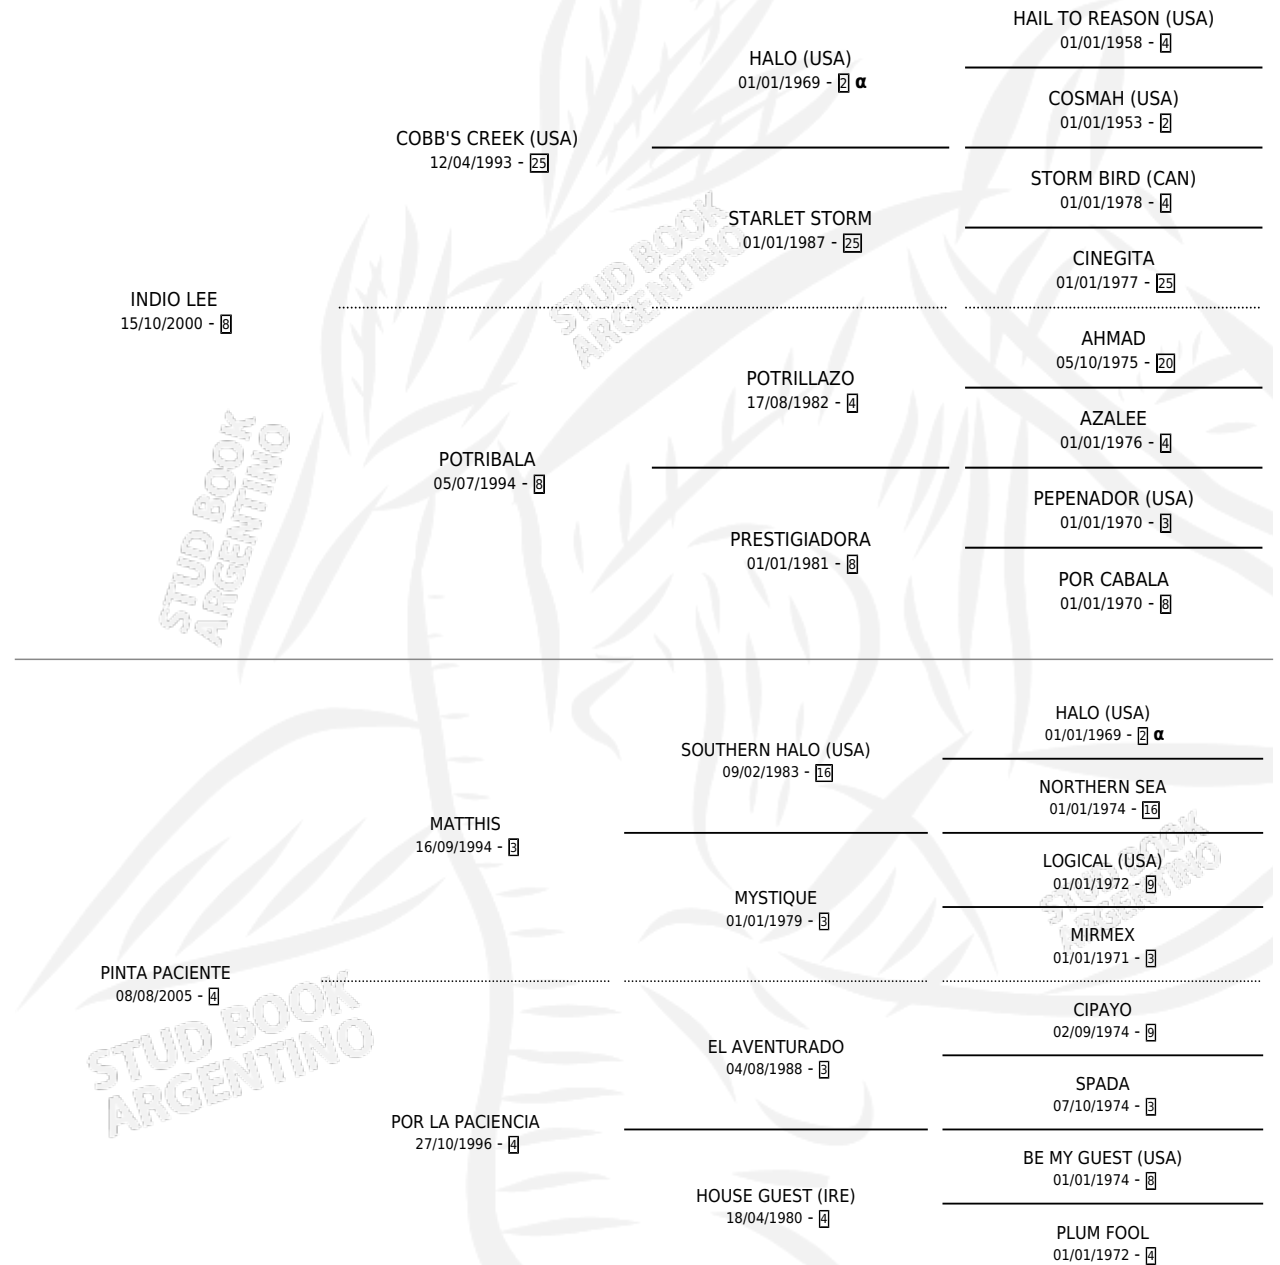 INDIO LEE
15/10/2000 - 8
COBB'S CREEK (USA)
12/04/1993 - 25
HALO (USA)
01/01/1969 - 2 α
HAIL TO REASON (USA)
01/01/1958 - 4
COSMAH (USA)
01/01/1953 - 2
STARLET STORM
01/01/1987 - 25
STORM BIRD (CAN)
01/01/1978 - 4
CINEGITA
01/01/1977 - 25
POTRIBALA
05/07/1994 - 8
POTRILLAZO
17/08/1982 - 4
AHMAD
05/10/1975 - 20
AZALEE
01/01/1976 - 4
PRESTIGIADORA
01/01/1981 - 8
PEPENADOR (USA)
01/01/1970 - 3
POR CABALA
01/01/1970 - 8
STUD BOOK
ARGENTINO
STUD BOOK
ARGENTINO
PINTA PACIENTE
08/08/2005 - 4
MATTHIS
16/09/1994 - 3
SOUTHERN HALO (USA)
09/02/1983 - 16
HALO (USA)
01/01/1969 - 2 α
NORTHERN SEA
01/01/1974 - 16
MYSTIQUE
01/01/1979 - 3
LOGICAL (USA)
01/01/1972 - 9
MIRMEX
01/01/1971 - 3
POR LA PACIENCIA
27/10/1996 - 4
EL AVENTURADO
04/08/1988 - 3
CIPAYO
02/09/1974 - 9
SPADA
07/10/1974 - 3
HOUSE GUEST (IRE)
18/04/1980 - 4
BE MY GUEST (USA)
01/01/1974 - 8
PLUM FOOL
01/01/1972 - 4
STUD BOOK
ARGENTINO
STUD BOOK
ARGENTINO